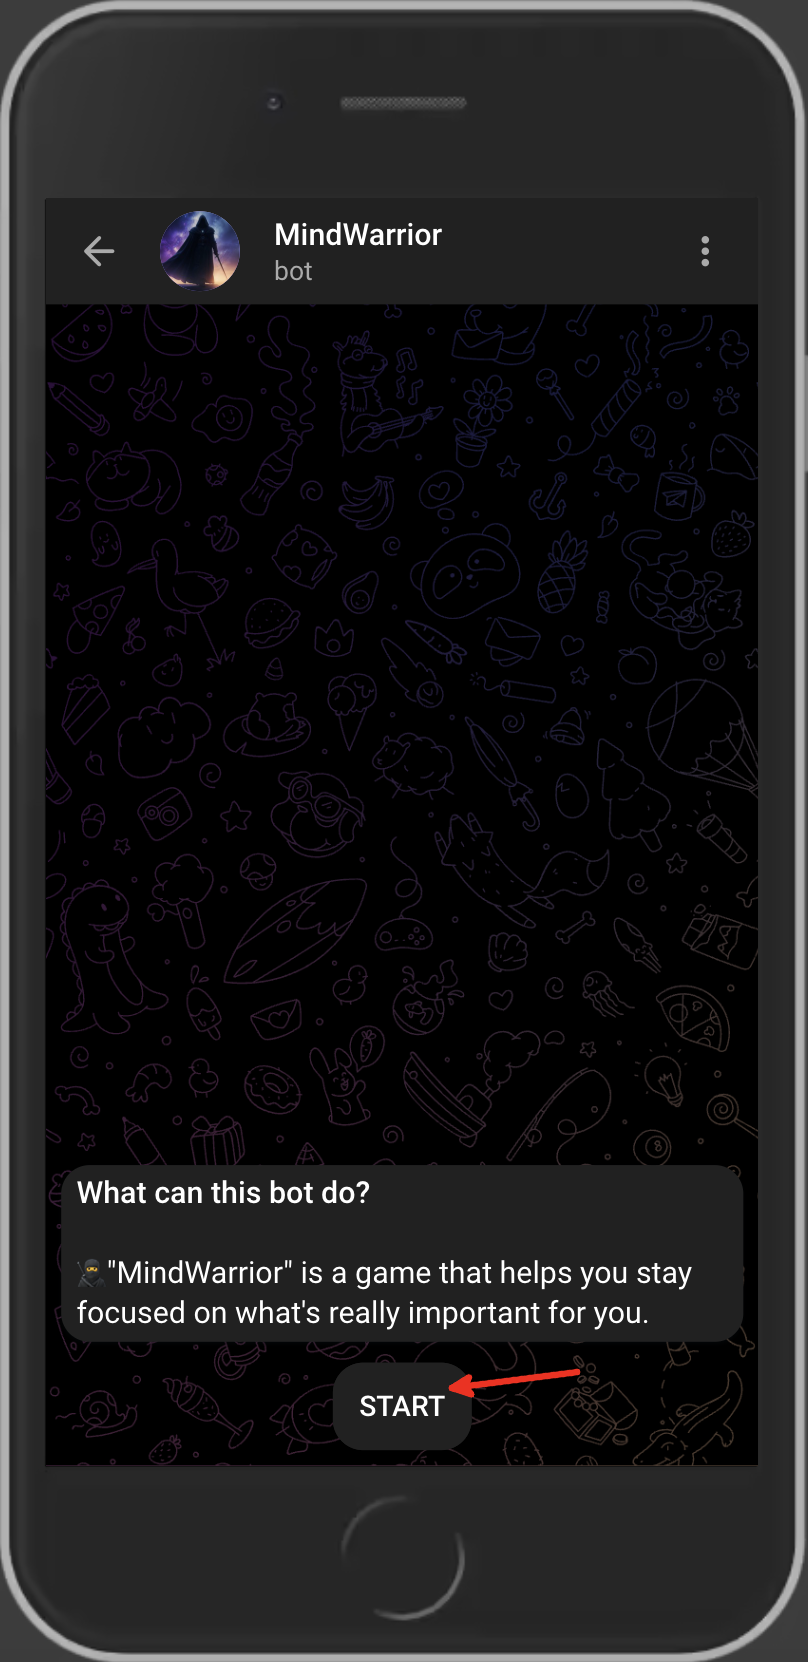 MindWarrior
bot
What can this bot do?
🥷"MindWarrior" is a game that helps you stay
focused on what's really important for you.
START